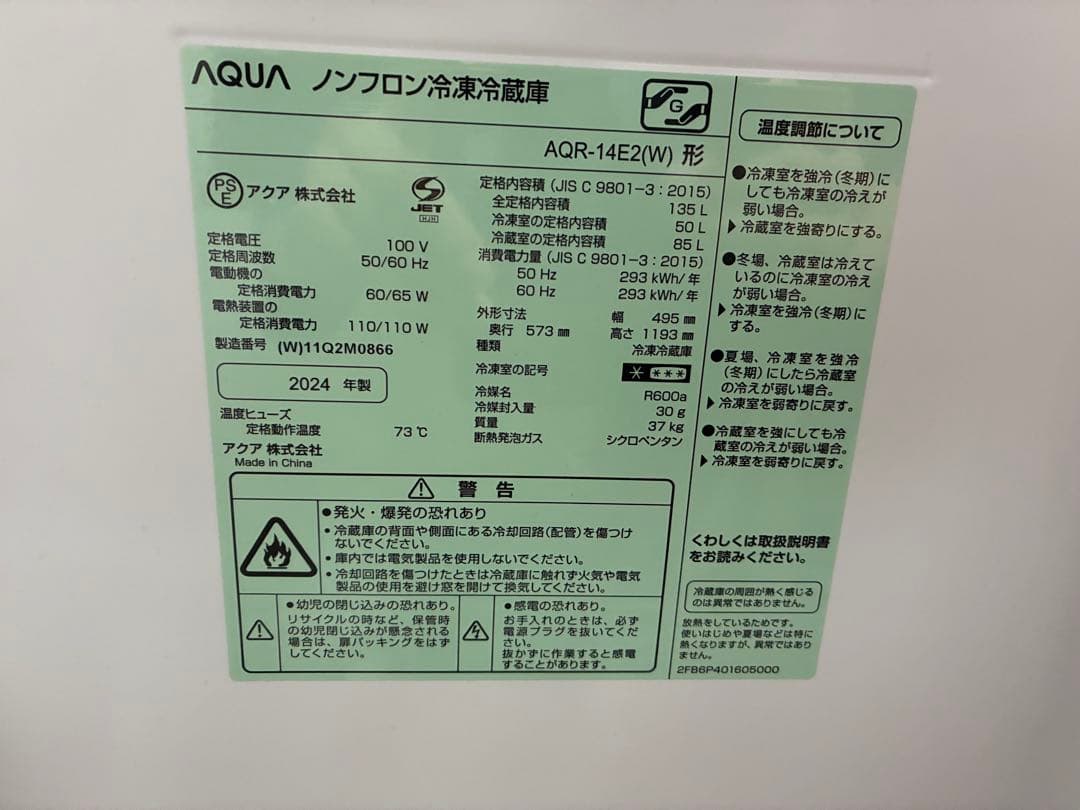 AQUA ノンフロン冷凍冷蔵庫
G
AQR-14E2(W) 形
PS
E
アクア 株式会社
JET
HJH
定格電圧 100 V
定格周波数 50/60 Hz
電動機の
定格消費電力 60/65 W
電熱装置の
定格消費電力 110/110 W
製造番号 (W)11Q2M0866
2024 年製
温度ヒューズ
定格動作温度 73 ℃
アクア 株式会社
Made in China
定格内容積 (JIS C 9801-3:2015)
全定格内容積 135 L
冷凍室の定格内容積 50 L
冷蔵室の定格内容積 85 L
消費電力量 (JIS C 9801-3:2015)
50 Hz 293 kWh/年
60 Hz 293 kWh/年
外形寸法 幅 495 ㎜
奥行 573 ㎜ 高さ 1193 ㎜
種類 冷凍冷蔵庫
冷凍室の記号
冷媒名 R600a
冷媒封入量 30 g
質量 37 kg
断熱発泡ガス シクロペンタン
温度調節について
●冷凍室を強冷(冬期)に
しても冷凍室の冷えが
弱い場合。
▶冷蔵室を強寄りにする。
●冬場、冷蔵室は冷えて
いるのに冷凍室の冷え
が弱い場合。
▶冷凍室を強冷(冬期)に
する。
●夏場、冷凍室を強冷
(冬期)にしたら冷蔵室
の冷えが弱い場合。
▶冷凍室を弱寄りに戻す。
●冷蔵室を強にしても冷
蔵室の冷えが弱い場合。
▶冷凍室を弱寄りに戻す。
くわしくは取扱説明書
をお読みください。
冷蔵庫の周囲が熱く感じる
のは異常ではありません。
放熱をしているためです。
使いはじめや夏場などは特に
熱くなりますが、異常ではあり
ません。
2FB6P401605000
警 告
●発火・爆発の恐れあり
・冷蔵庫の背面や側面にある冷却回路(配管)を傷つけ
ないでください。
・庫内では電気製品を使用しないでください。
・冷却回路を傷つけたときは冷蔵庫に触れず火気や電気
製品の使用を避け窓を開けて換気してください。
●幼児の閉じ込みの恐れあり。
リサイクルの時など、保管時
の幼児閉じ込みが懸念される
場合は、扉パッキングをはず
してください。
●感電の恐れあり。
お手入れのときは、必ず
電源プラグを抜いてくだ
さい。
抜かずに作業すると感電
することがあります。